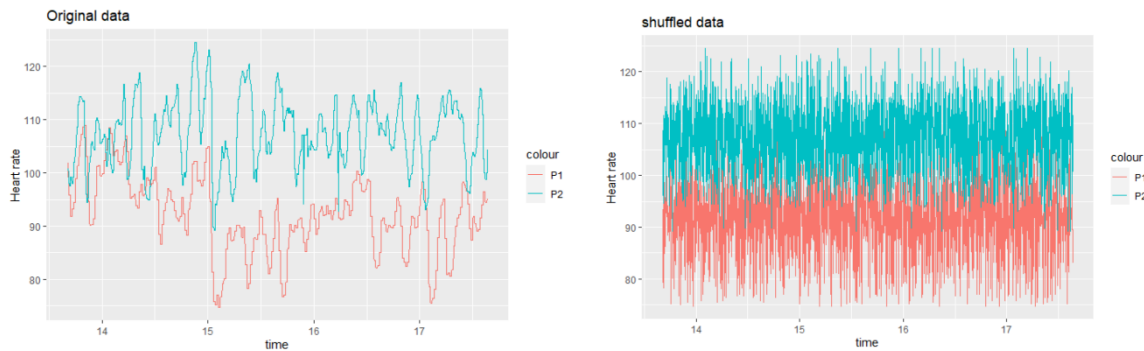 Original data
120
110
100
90
80
Heart rate
14
15
16
17
time
colour
P1
P2
shuffled data
120
110
100
90
80
Heart rate
14
15
16
17
time
colour
P1
P2